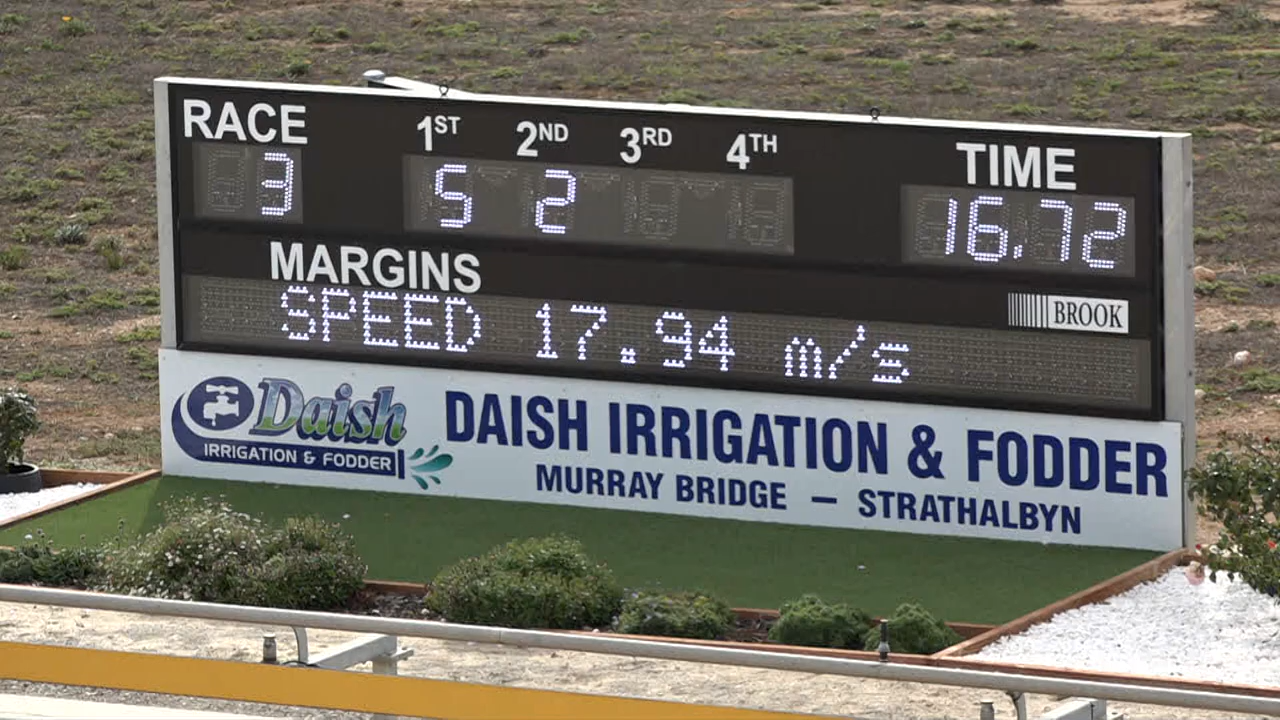 RACE 1ST 2ND 3RD 4TH TIME
3 5 2 16.72
MARGINS
BROOK
SPEED 17.94 m/s
Daish
IRRIGATION & FODDER
DAISH IRRIGATION & FODDER
MURRAY BRIDGE – STRATHALBYN